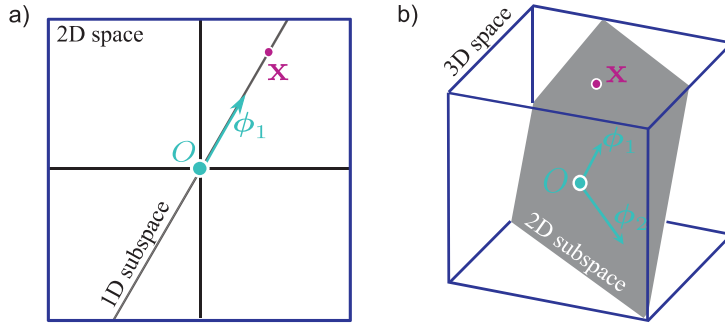 a)
2D space
x
ϕ₁
O
1D subspace
b)
3D space
x
ϕ₁
O
ϕ₂
2D subspace